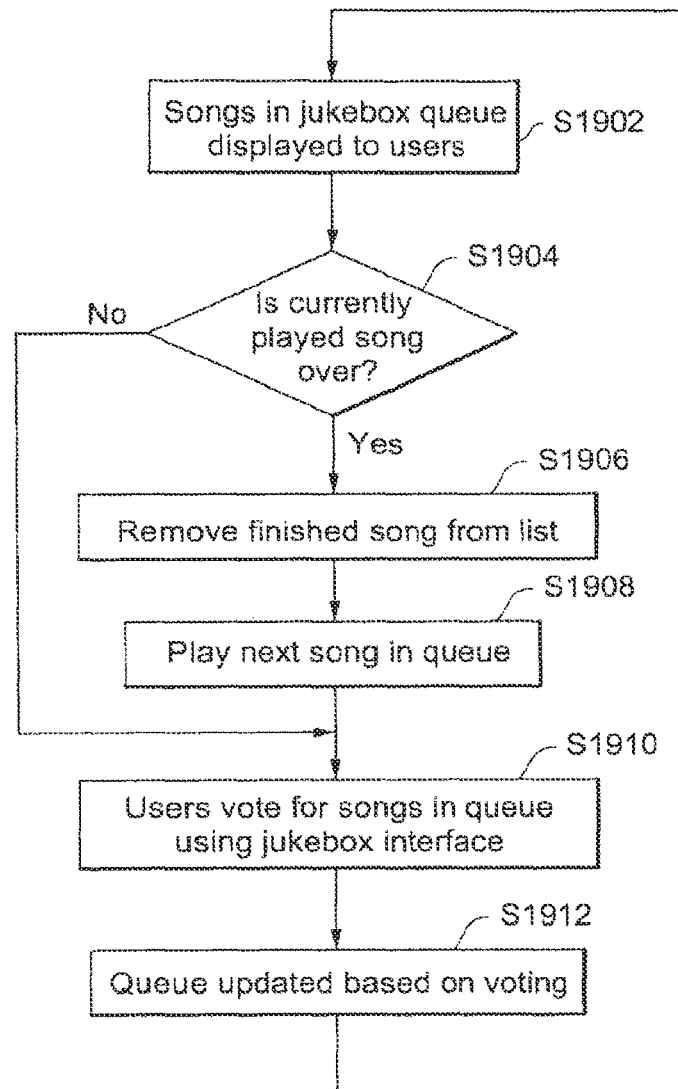 Songs in jukebox queue
displayed to users
S1902
S1904
Is currently
played song
over?
No
Yes
S1906
Remove finished song from list
S1908
Play next song in queue
S1910
Users vote for songs in queue
using jukebox interface
S1912
Queue updated based on voting